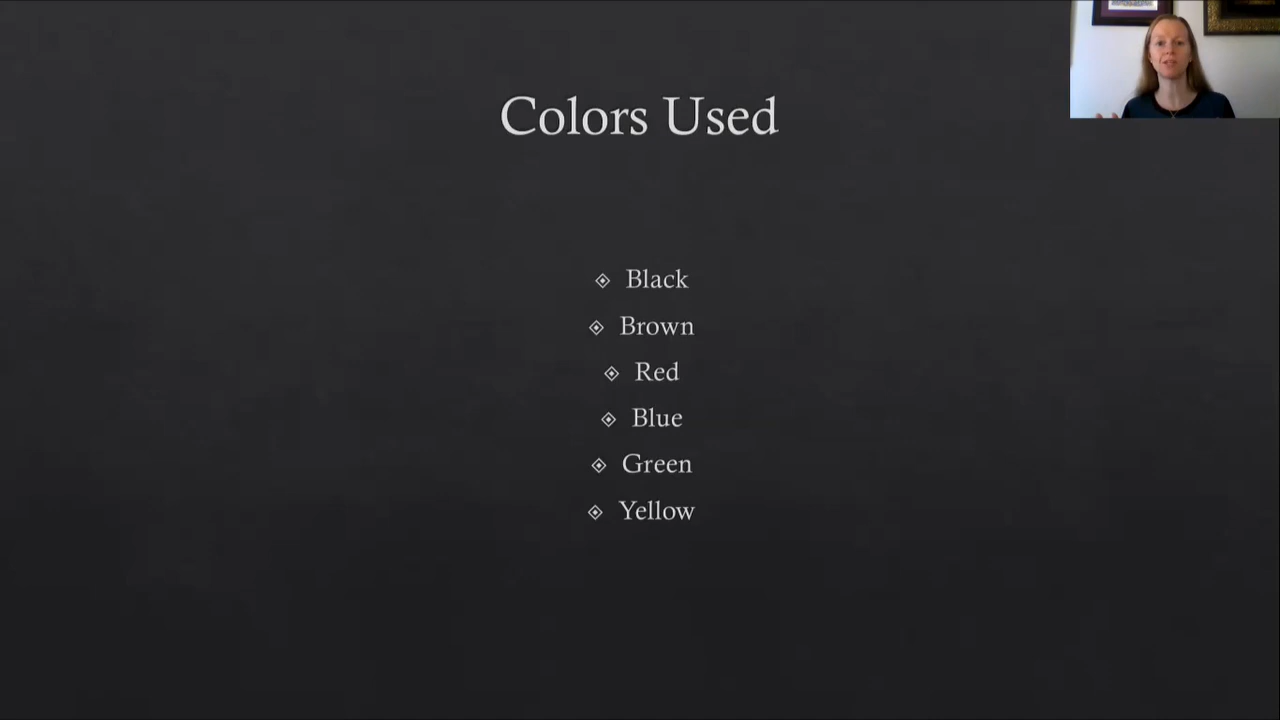 Colors Used
Black
Brown
Red
Blue
Green
Yellow